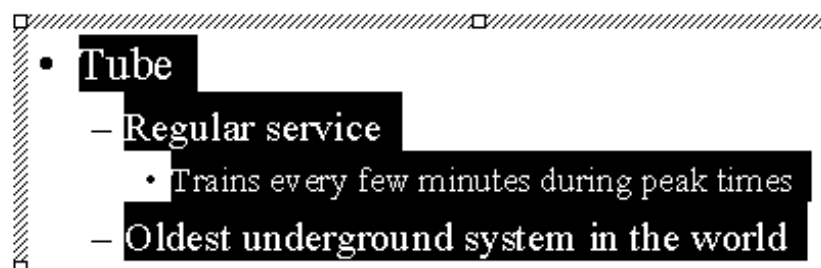 • Tube
– Regular service
• Trains every few minutes during peak times
– Oldest underground system in the world